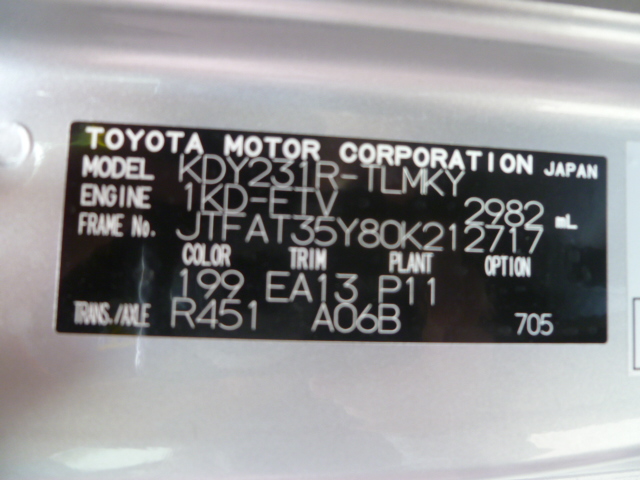 TOYOTA MOTOR CORPORATION JAPAN
MODEL KDY231R-TLMKY
ENGINE 1KD-FTV 2982 mL
FRAME No. JTFAT35Y80K212717
COLOR TRIM PLANT OPTION
199 EA13 P11
TRANS./AXLE R451 A06B 705